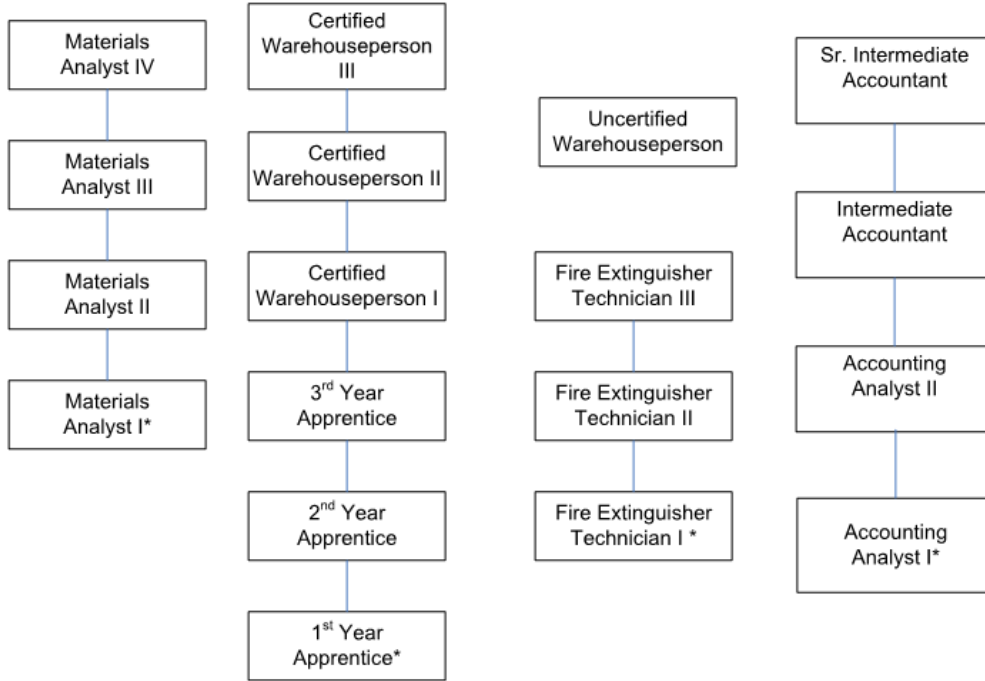 Materials
Analyst IV
Materials
Analyst III
Materials
Analyst II
Materials
Analyst I*
Certified
Warehouseperson
III
Certified
Warehouseperson II
Certified
Warehouseperson I
3rd Year
Apprentice
2nd Year
Apprentice
1st Year
Apprentice*
Uncertified
Warehouseperson
Fire Extinguisher
Technician III
Fire Extinguisher
Technician II
Fire Extinguisher
Technician I *
Sr. Intermediate
Accountant
Intermediate
Accountant
Accounting
Analyst II
Accounting
Analyst I*